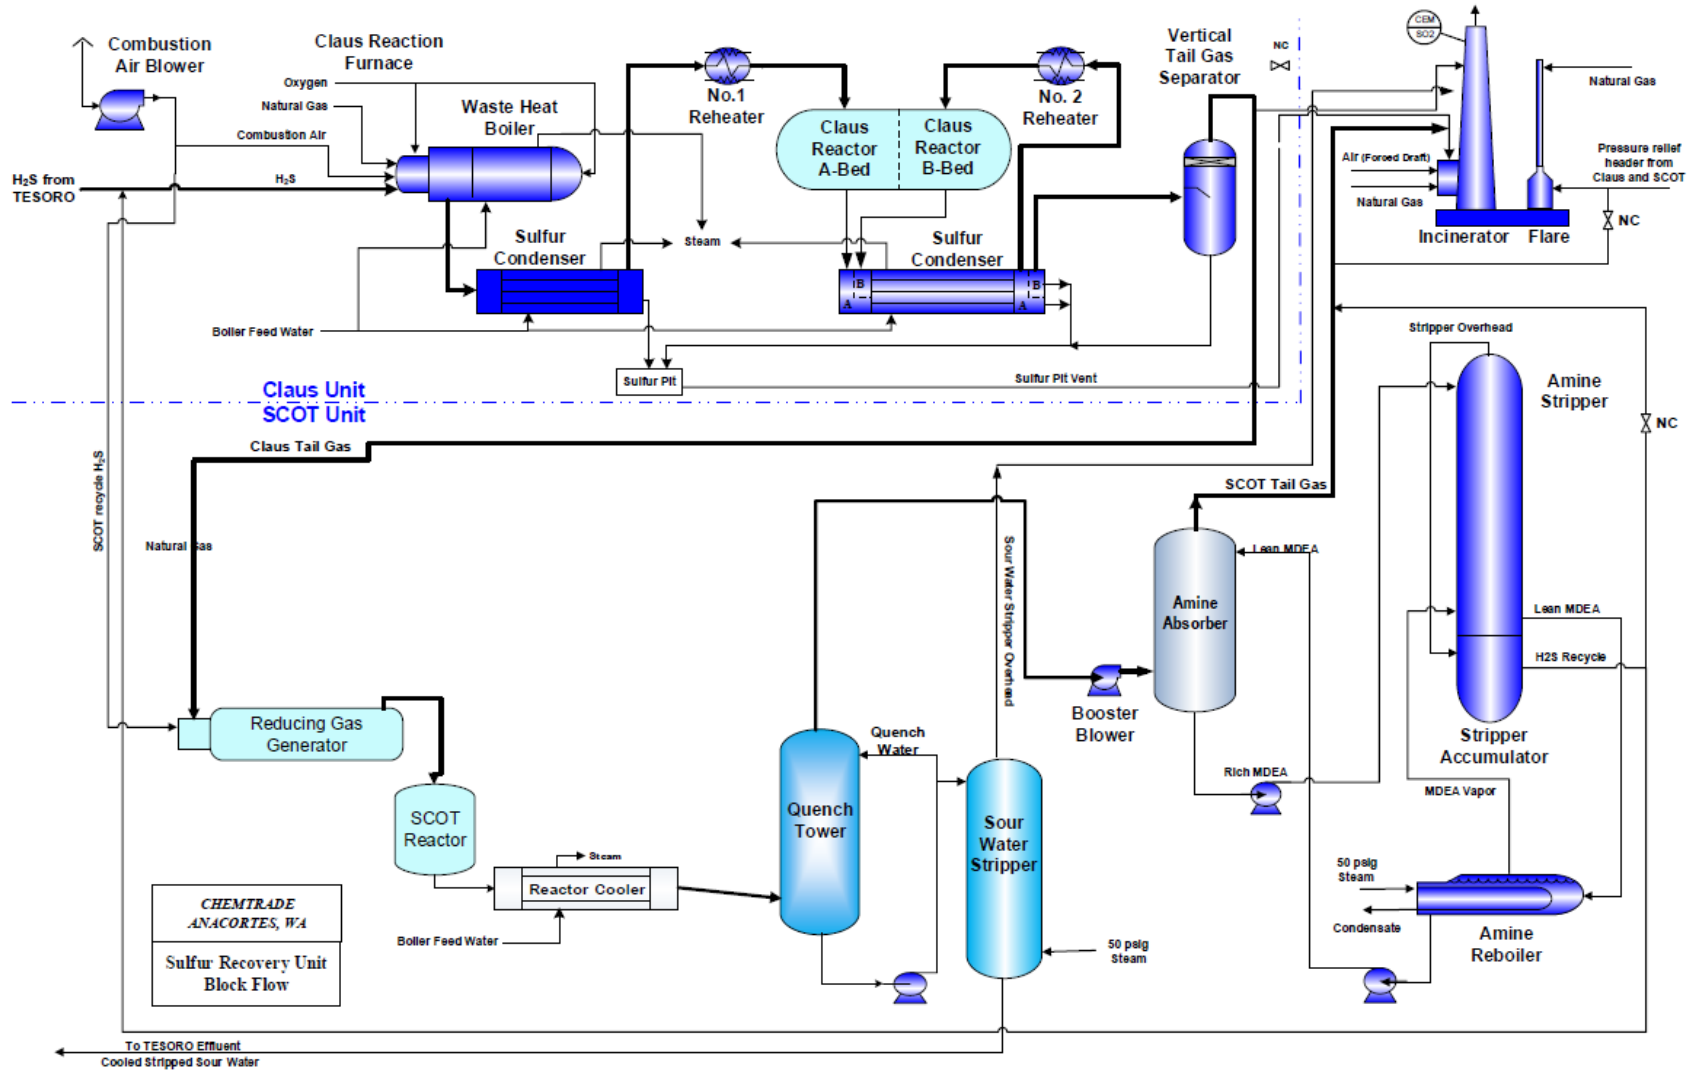 Combustion
Air Blower
Claus Reaction
Furnace
Oxygen
Natural Gas
Waste Heat
Boiler
Combustion Air
H2S from
TESORO
H2S
No.1
Reheater
No. 2
Reheater
Claus
Reactor
A-Bed
Claus
Reactor
B-Bed
Vertical
Tail Gas
Separator
NC
CEM
SO2
Natural Gas
Pressure relief
header from
Claus and SCOT
Air (Forced Draft)
Natural Gas
NC
Incinerator
Flare
Sulfur
Condenser
Steam
Sulfur
Condenser
B
A
B
A
Boiler Feed Water
Sulfur Pit
Sulfur Pit Vent
Claus Unit
SCOT Unit
Claus Tail Gas
SCOT recycle H2S
Natural Gas
Stripper Overhead
Amine
Stripper
NC
SCOT Tail Gas
Sour Water Stripper Overhead
Lean MDEA
Amine
Absorber
Lean MDEA
H2S Recycle
Booster
Blower
Stripper
Accumulator
Rich MDEA
MDEA Vapor
Reducing Gas
Generator
Quench
Water
SCOT
Reactor
Quench
Tower
Sour
Water
Stripper
Steam
Reactor Cooler
Boiler Feed Water
50 psig
Steam
50 psig
Steam
Condensate
Amine
Reboiler
CHEMTRADE
ANACORTES, WA
Sulfur Recovery Unit
Block Flow
To TESORO Effluent
Cooled Stripped Sour Water